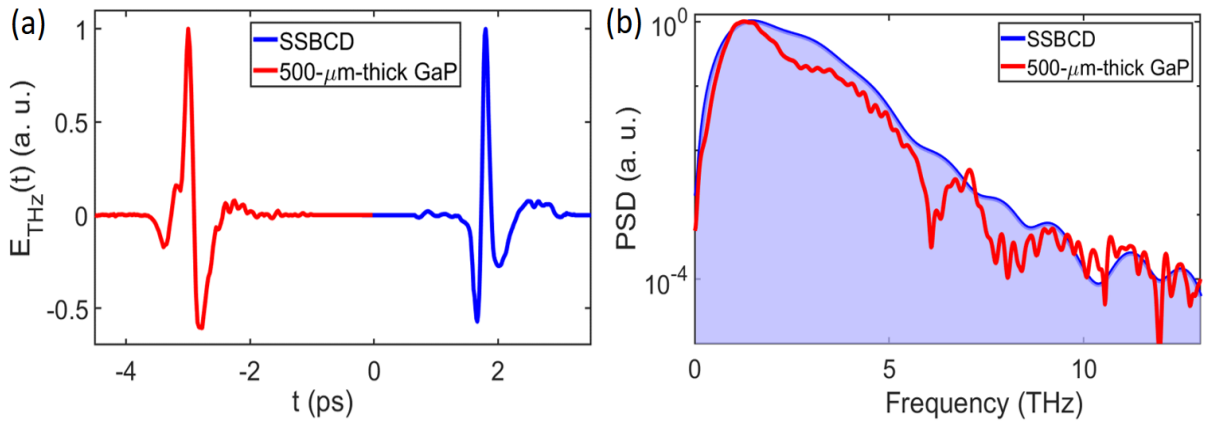 (a)
SSBCD
500-μm-thick GaP
E_THz(t) (a. u.)
1
0.5
0
-0.5
-4 -2 0 2
t (ps)
(b)
SSBCD
500-μm-thick GaP
PSD (a. u.)
10^0
10^-4
0 5 10
Frequency (THz)